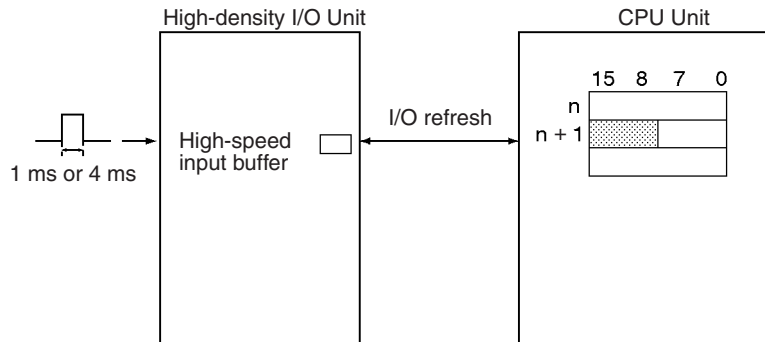 High-density I/O Unit
CPU Unit
15 8 7 0
n
n + 1
I/O refresh
High-speed
input buffer
1 ms or 4 ms